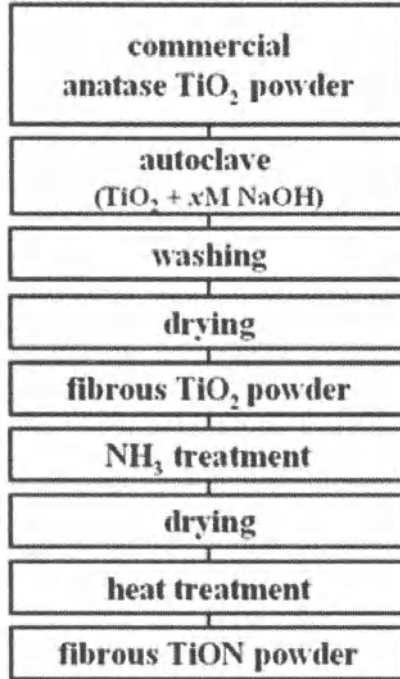 commercial
anatase TiO₂ powder
autoclave
(TiO₂ + xM NaOH)
washing
drying
fibrous TiO₂ powder
NH₃ treatment
drying
heat treatment
fibrous TiON powder